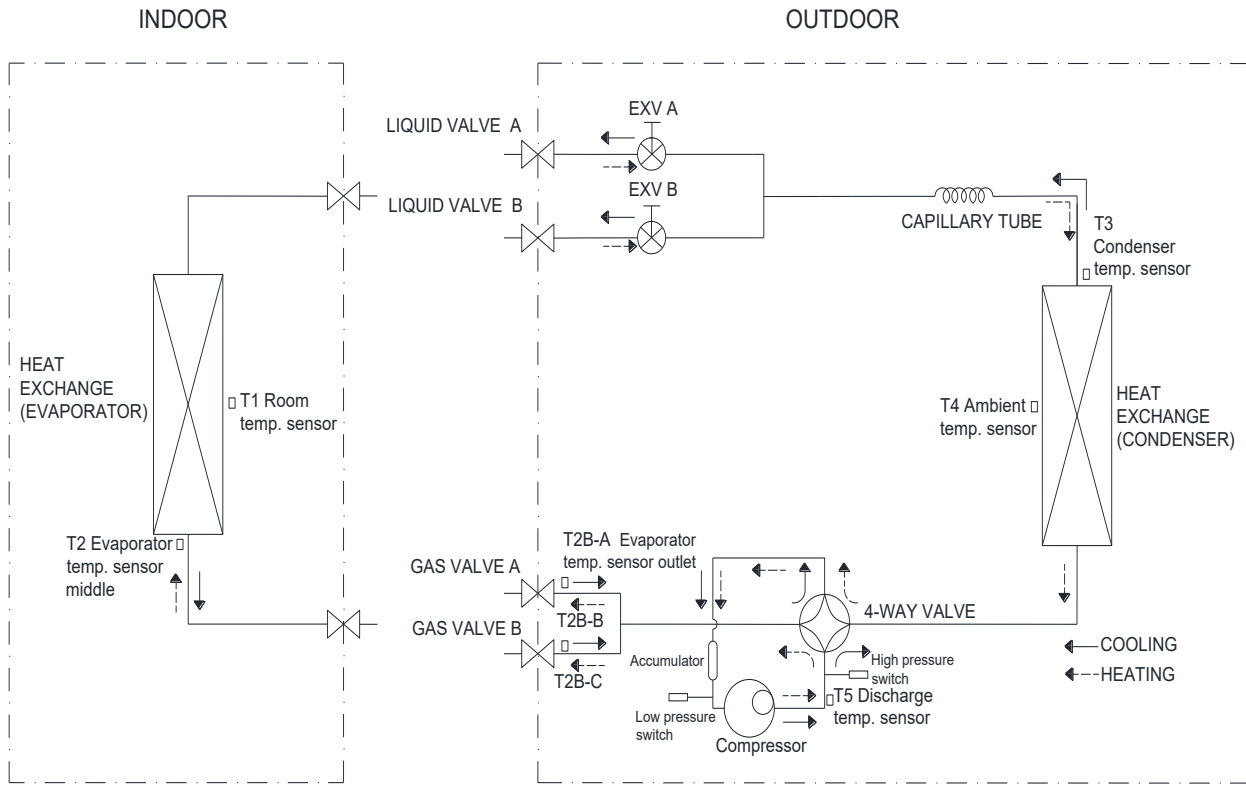 INDOOR
OUTDOOR
LIQUID VALVE A
EXV A
LIQUID VALVE B
EXV B
CAPILLARY TUBE
T3
Condenser
temp. sensor
HEAT
EXCHANGE
(EVAPORATOR)
T1 Room
temp. sensor
T4 Ambient
temp. sensor
HEAT
EXCHANGE
(CONDENSER)
T2 Evaporator
temp. sensor
middle
GAS VALVE A
T2B-A Evaporator
temp. sensor outlet
T2B-B
GAS VALVE B
T2B-C
4-WAY VALVE
Accumulator
High pressure
switch
Low pressure
switch
T5 Discharge
temp. sensor
Compressor
COOLING
HEATING